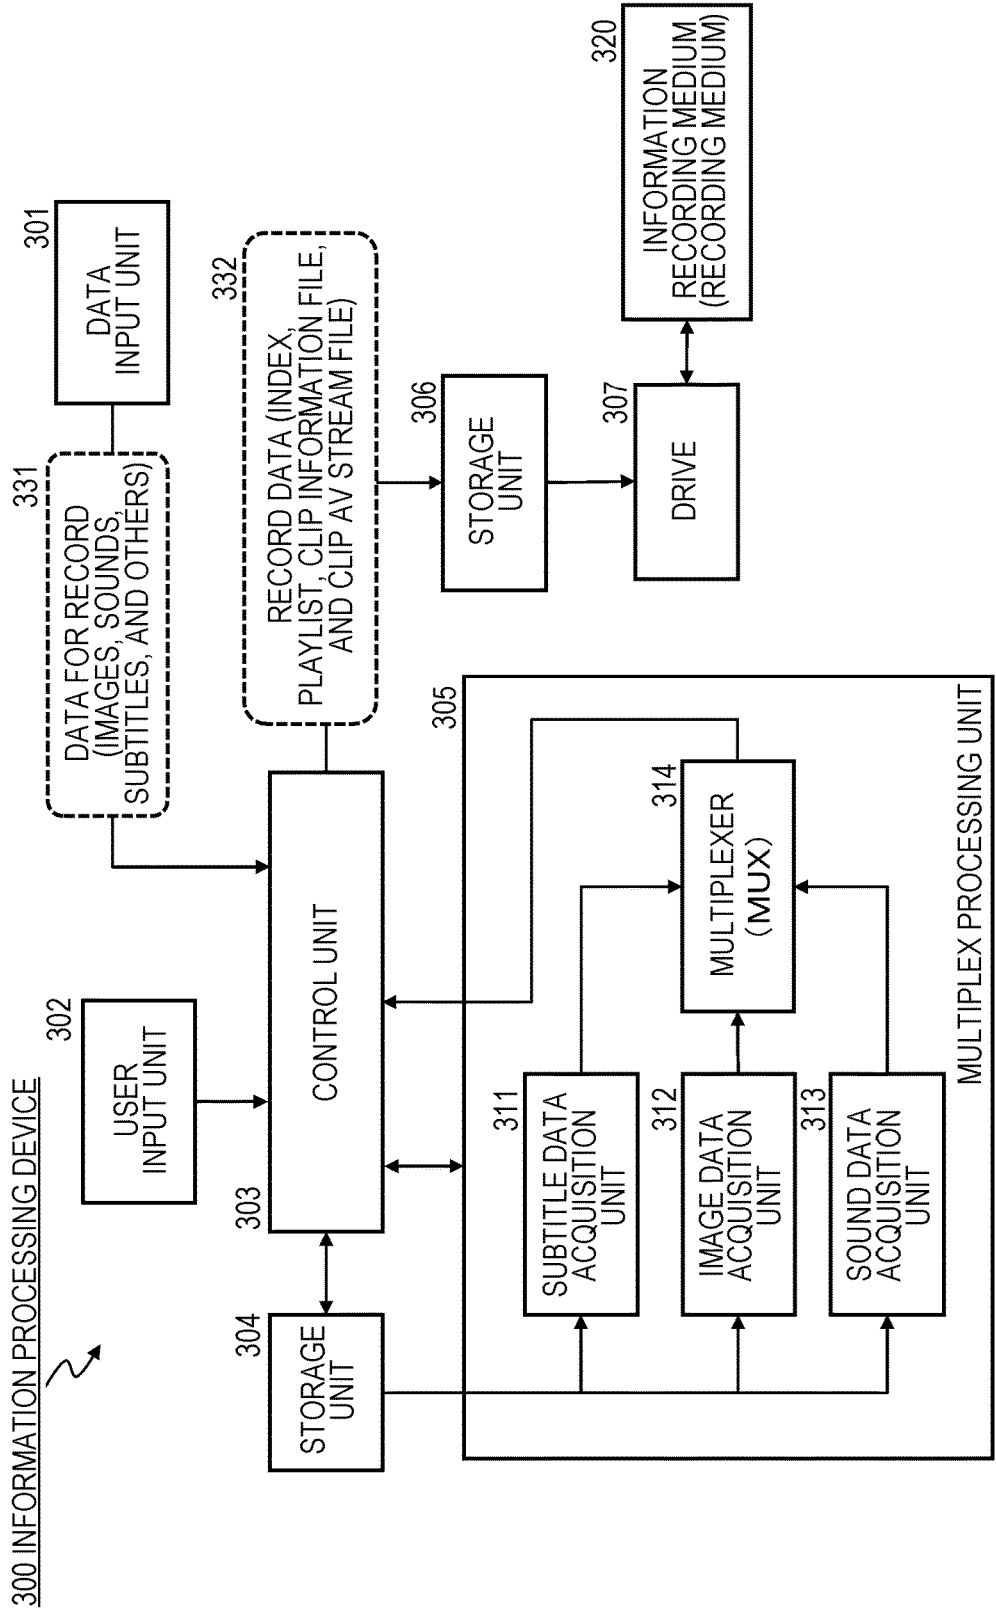 300 INFORMATION PROCESSING DEVICE
301
DATA
INPUT UNIT
331
DATA FOR RECORD
(IMAGES, SOUNDS,
SUBTITLES, AND OTHERS)
302
USER
INPUT UNIT
332
RECORD DATA (INDEX,
PLAYLIST, CLIP INFORMATION FILE,
AND CLIP AV STREAM FILE)
303
CONTROL UNIT
304
STORAGE
UNIT
306
STORAGE
UNIT
307
DRIVE
320
INFORMATION
RECORDING MEDIUM
(RECORDING MEDIUM)
305
311
SUBTITLE DATA
ACQUISITION
UNIT
312
IMAGE DATA
ACQUISITION
UNIT
313
SOUND DATA
ACQUISITION
UNIT
314
MULTIPLEXER
(MUX)
MULTIPLEX PROCESSING UNIT